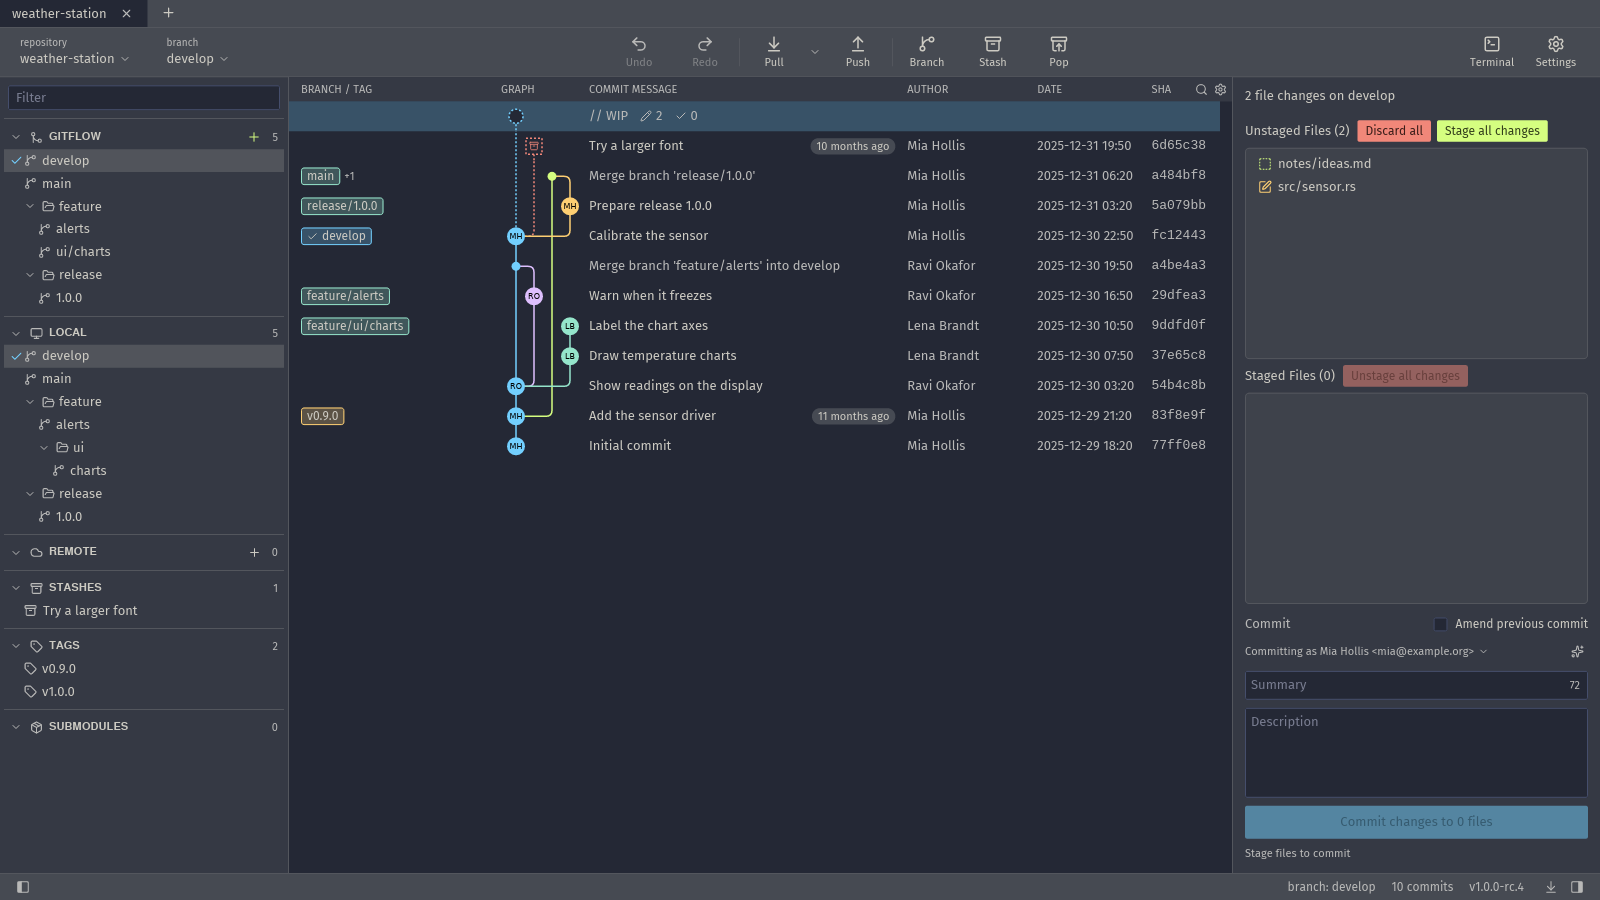 weather-station
repository
weather-station
branch
develop
Undo
Redo
Pull
Push
Branch
Stash
Pop
Terminal
Settings
Filter
GITFLOW 5
develop
main
feature
alerts
ui/charts
release
1.0.0
LOCAL 5
develop
main
feature
alerts
ui
charts
release
1.0.0
REMOTE 0
STASHES 1
Try a larger font
TAGS 2
v0.9.0
v1.0.0
SUBMODULES 0
BRANCH / TAG GRAPH COMMIT MESSAGE AUTHOR DATE SHA
// WIP 2 0
Try a larger font 10 months ago Mia Hollis 2025-12-31 19:50 6d65c38
main +1 Merge branch 'release/1.0.0' Mia Hollis 2025-12-31 06:20 a484bf8
release/1.0.0 MH Prepare release 1.0.0 Mia Hollis 2025-12-31 03:20 5a079bb
develop MH Calibrate the sensor Mia Hollis 2025-12-30 22:50 fc12443
Merge branch 'feature/alerts' into develop Ravi Okafor 2025-12-30 19:50 a4be4a3
feature/alerts RO Warn when it freezes Ravi Okafor 2025-12-30 16:50 29dfea3
feature/ui/charts LB Label the chart axes Lena Brandt 2025-12-30 10:50 9ddfd0f
LB Draw temperature charts Lena Brandt 2025-12-30 07:50 37e65c8
RO Show readings on the display Ravi Okafor 2025-12-30 03:20 54b4c8b
v0.9.0 MH Add the sensor driver 11 months ago Mia Hollis 2025-12-29 21:20 83f8e9f
MH Initial commit Mia Hollis 2025-12-29 18:20 77ff0e8
2 file changes on develop
Unstaged Files (2) Discard all Stage all changes
notes/ideas.md
src/sensor.rs
Staged Files (0) Unstage all changes
Commit Amend previous commit
Committing as Mia Hollis <mia@example.org>
Summary 72
Description
Commit changes to 0 files
Stage files to commit
branch: develop 10 commits v1.0.0-rc.4